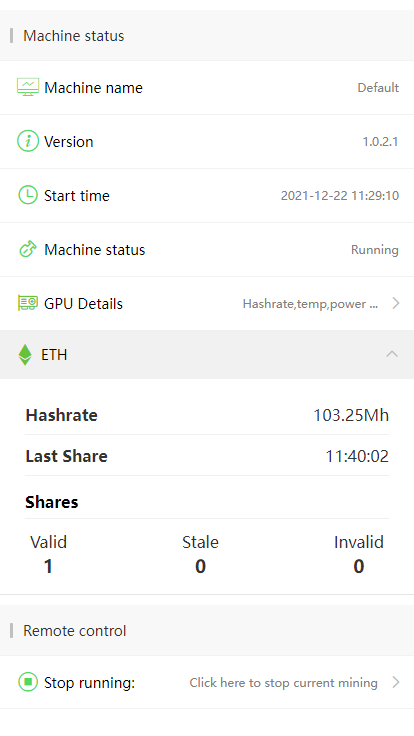 Machine status
Machine name Default
Version 1.0.2.1
Start time 2021-12-22 11:29:10
Machine status Running
GPU Details Hashrate,temp,power ...
ETH
Hashrate 103.25Mh
Last Share 11:40:02
Shares
Valid Stale Invalid
1 0 0
Remote control
Stop running: Click here to stop current mining